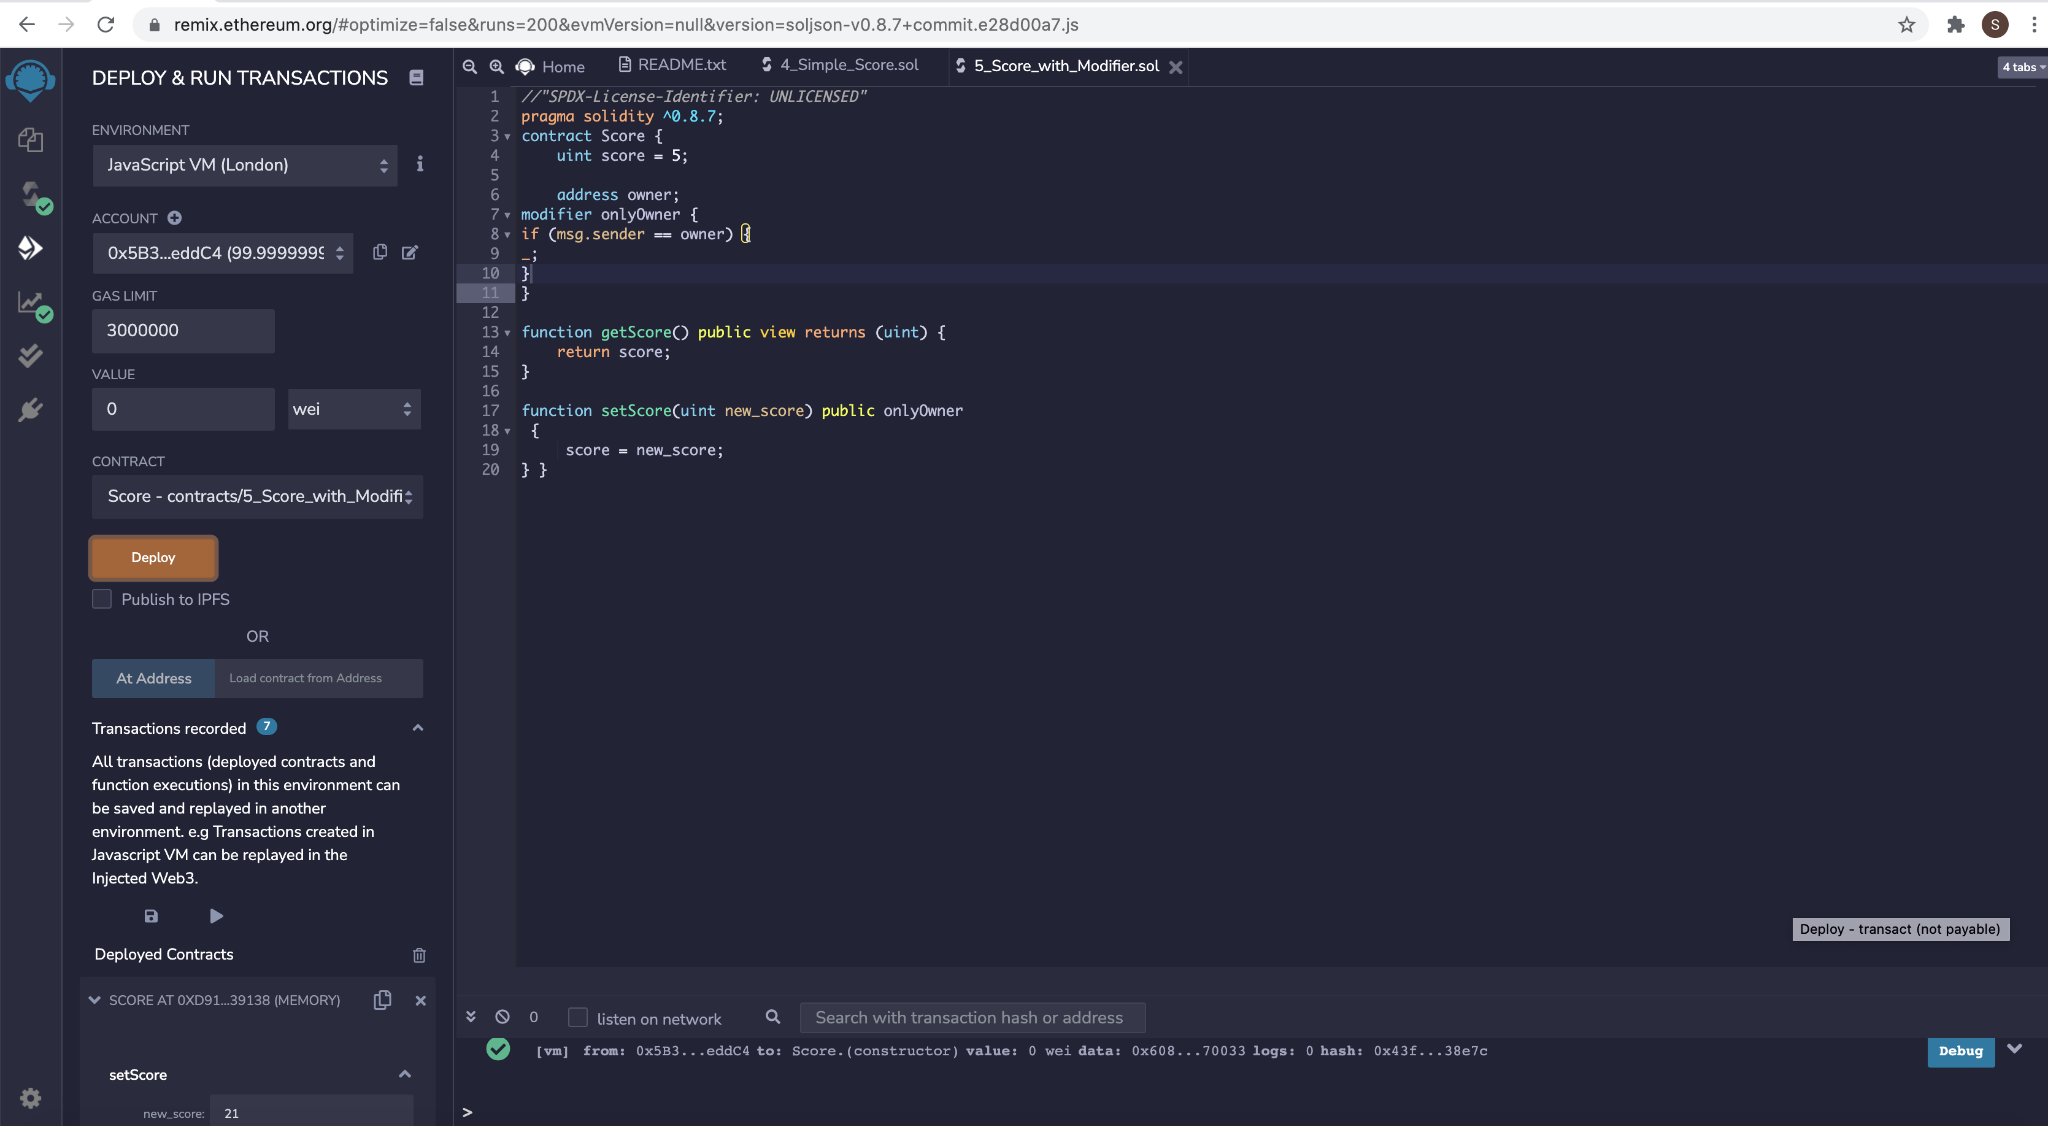 remix.ethereum.org/#optimize=false&runs=200&evmVersion=null&version=soljson-v0.8.7+commit.e28d00a7.js
S
DEPLOY & RUN TRANSACTIONS
ENVIRONMENT
JavaScript VM (London)
i
ACCOUNT
0x5B3...eddC4 (99.9999999
GAS LIMIT
3000000
VALUE
0
wei
CONTRACT
Score - contracts/5_Score_with_Modifi
Deploy
Publish to IPFS
OR
At Address
Load contract from Address
Transactions recorded 7
All transactions (deployed contracts and
function executions) in this environment can
be saved and replayed in another
environment. e.g Transactions created in
Javascript VM can be replayed in the
Injected Web3.
Deployed Contracts
SCORE AT 0XD91...39138 (MEMORY)
setScore
new_score: 21
Home
README.txt
4_Simple_Score.sol
5_Score_with_Modifier.sol
4 tabs
1 //"SPDX-License-Identifier: UNLICENSED"
2 pragma solidity ^0.8.7;
3 contract Score {
4 uint score = 5;
5
6 address owner;
7 modifier onlyOwner {
8 if (msg.sender == owner) {
9 _;
10 }
11 }
12
13 function getScore() public view returns (uint) {
14 return score;
15 }
16
17 function setScore(uint new_score) public onlyOwner
18 {
19 score = new_score;
20 } }
Deploy - transact (not payable)
0
listen on network
Search with transaction hash or address
[vm] from: 0x5B3...eddC4 to: Score.(constructor) value: 0 wei data: 0x608...70033 logs: 0 hash: 0x43f...38e7c
Debug
>